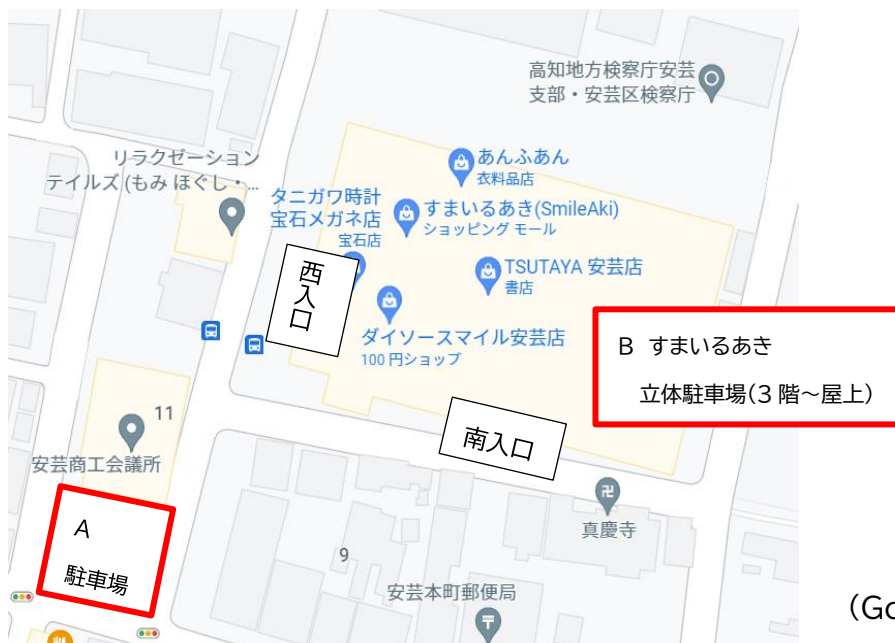 高知地方検察庁安芸
支部・安芸区検察庁
リラクゼーション
テイルズ (もみ ほぐし・...
あんふあん
衣料品店
タニガワ時計
宝石メガネ店
宝石店
すまいるあき(SmileAki)
ショッピング モール
西入口
TSUTAYA 安芸店
書店
ダイソースマイル安芸店
100 円ショップ
B すまいるあき
立体駐車場(3 階～屋上)
11
安芸商工会議所
南入口
卍
真慶寺
A
駐車場
9
安芸本町郵便局
〒
(Go